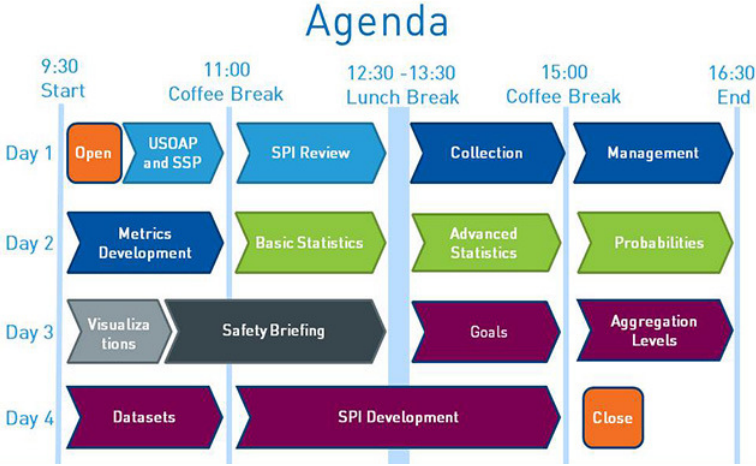 Agenda
9:30
Start
11:00
Coffee Break
12:30 -13:30
Lunch Break
15:00
Coffee Break
16:30
End
Day 1
Open
USOAP
and SSP
SPI Review
Collection
Management
Day 2
Metrics
Development
Basic Statistics
Advanced
Statistics
Probabilities
Day 3
Visualiza
tions
Safety Briefing
Goals
Aggregation
Levels
Day 4
Datasets
SPI Development
Close